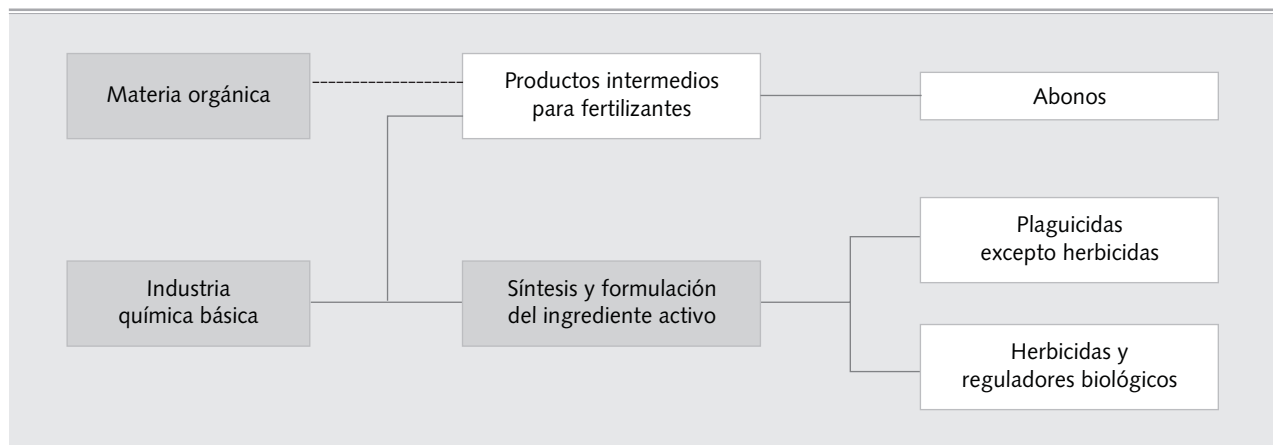 Materia orgánica
Productos intermedios
para fertilizantes
Abonos
Industria
química básica
Síntesis y formulación
del ingrediente activo
Plaguicidas
excepto herbicidas
Herbicidas y
reguladores biológicos